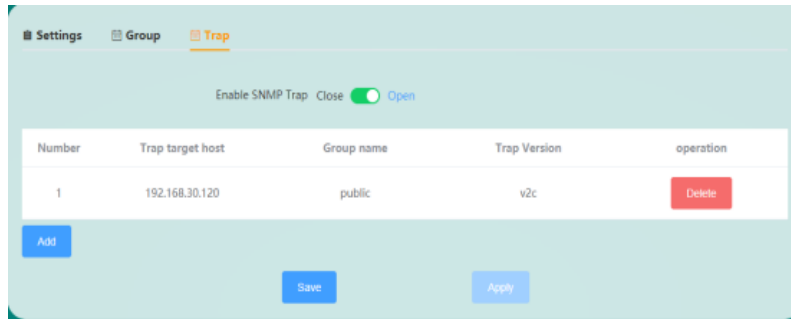 Settings Group Trap
Enable SNMP Trap Close Open
Number Trap target host Group name Trap Version operation
1 192.168.30.120 public v2c Delete
Add
Save Apply